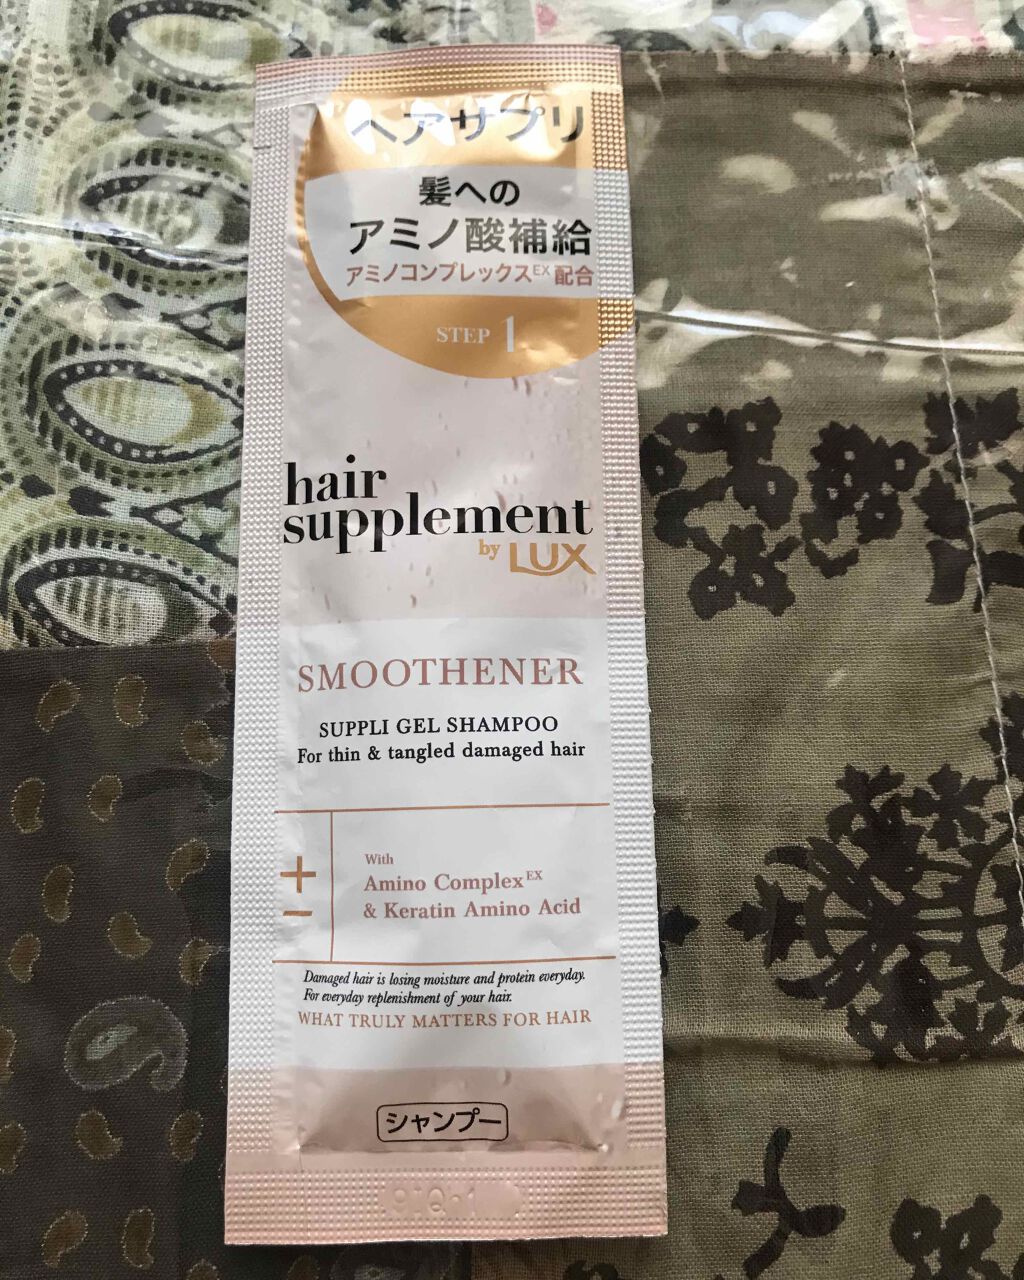 ヘアサプリ
髪への
アミノ酸補給
アミノコンプレックスEX 配合
STEP 1
hair
supplement
by LUX
SMOOTHENER
SUPPLI GEL SHAMPOO
For thin & tangled damaged hair
+
−
With
Amino Complex EX
& Keratin Amino Acid
Damaged hair is losing moisture and protein everyday.
For everyday replenishment of your hair.
WHAT TRULY MATTERS FOR HAIR
シャンプー